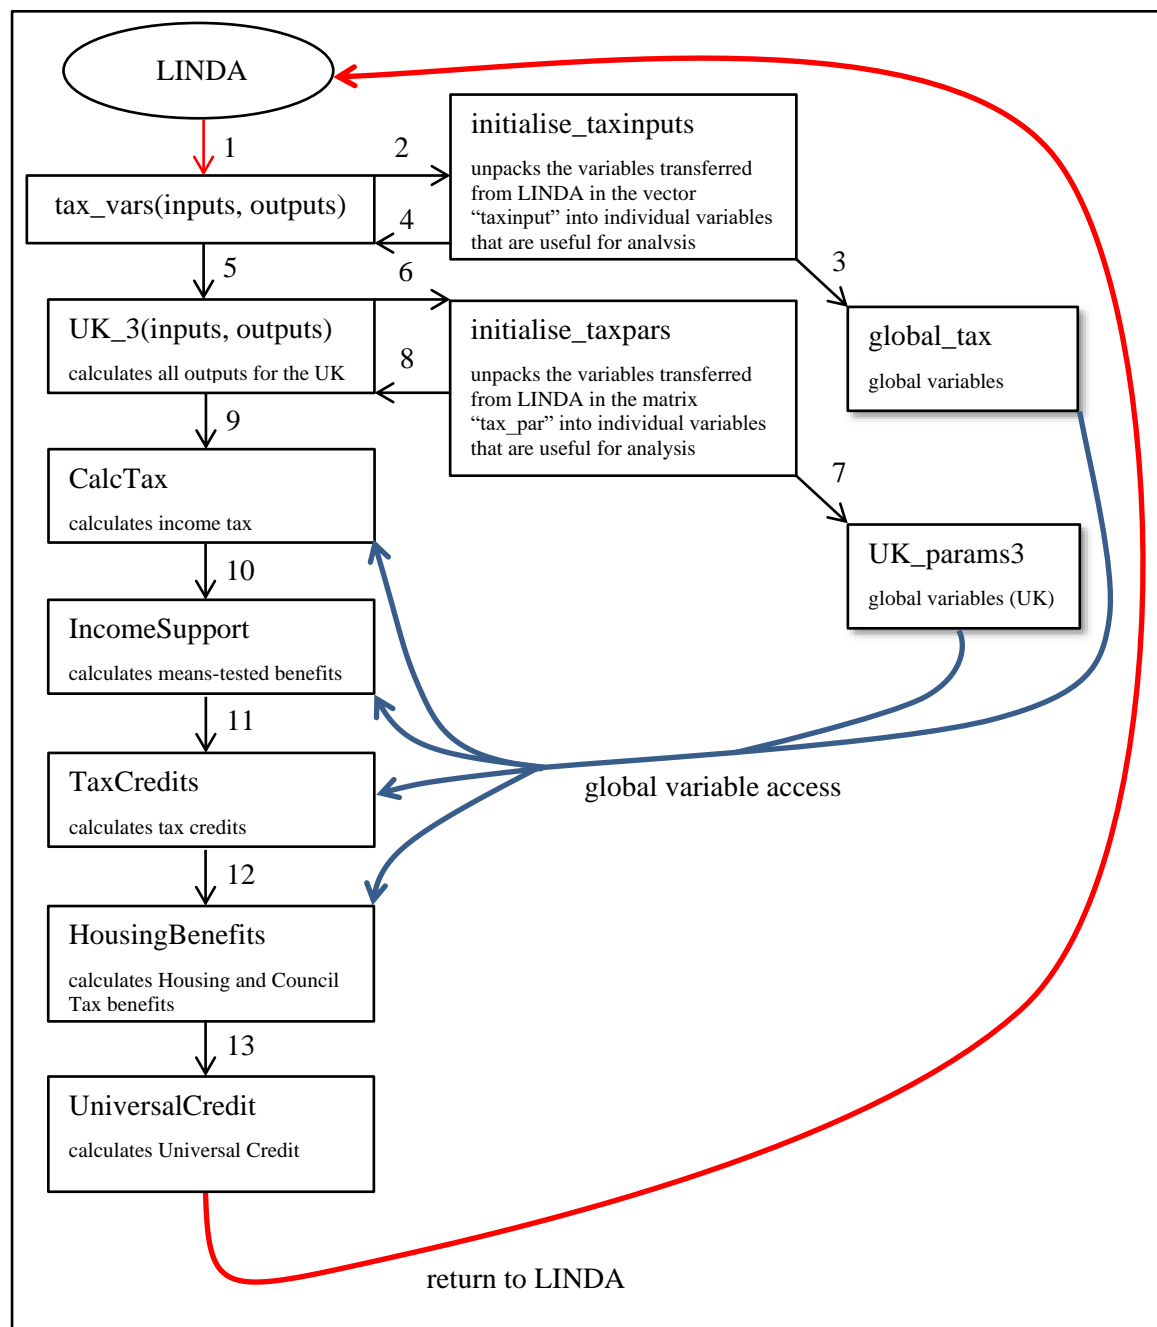 LINDA
1
2
initialise_taxinputs
unpacks the variables transferred
from LINDA in the vector
“taxinput” into individual variables
that are useful for analysis
tax_vars(inputs, outputs)
4
3
5
6
UK_3(inputs, outputs)
calculates all outputs for the UK
8
initialise_taxpars
unpacks the variables transferred
from LINDA in the matrix
“tax_par” into individual variables
that are useful for analysis
global_tax
global variables
9
7
CalcTax
calculates income tax
UK_params3
global variables (UK)
10
IncomeSupport
calculates means-tested benefits
11
TaxCredits
calculates tax credits
global variable access
12
HousingBenefits
calculates Housing and Council
Tax benefits
13
UniversalCredit
calculates Universal Credit
return to LINDA